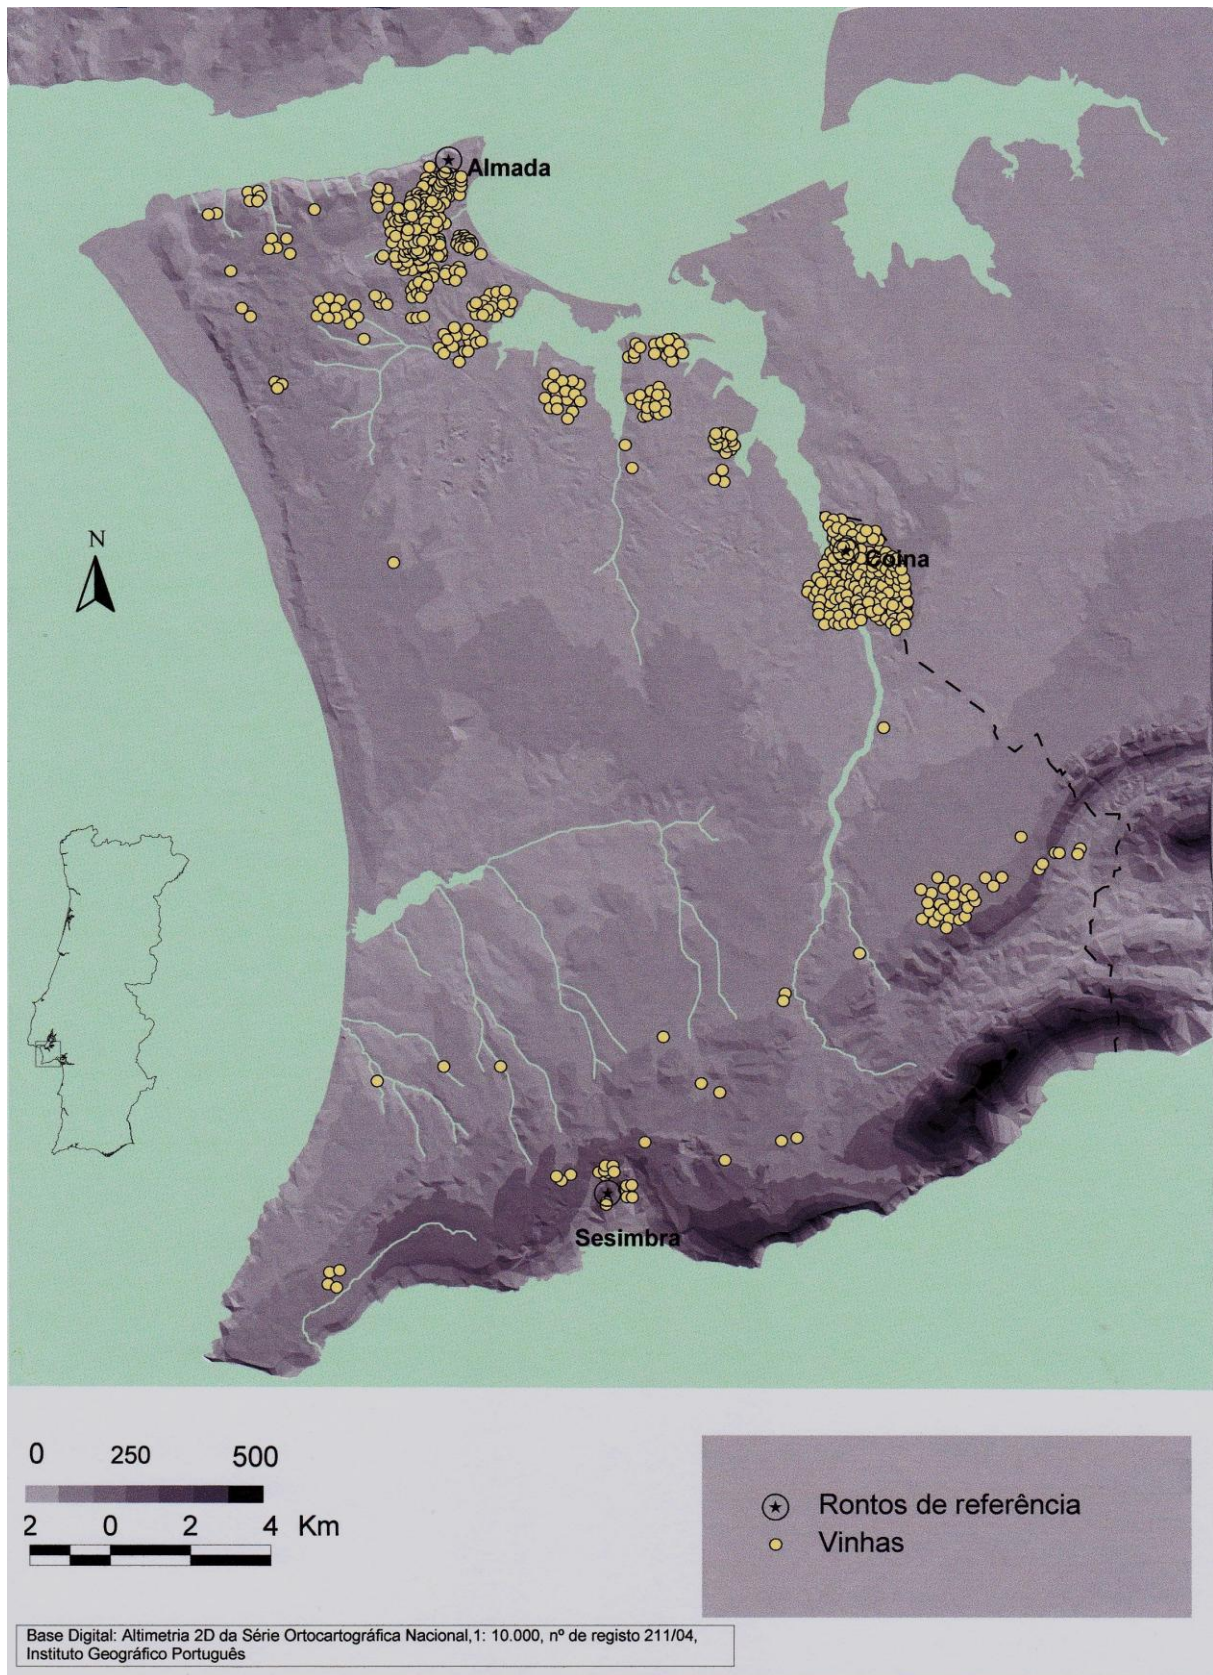 Almada
N
Coina
Sesimbra
0 250 500
2 0 2 4 Km
Rontos de referência
Vinhas
Base Digital: Altimetria 2D da Série Ortocartográfica Nacional,1: 10.000, nº de registo 211/04,
Instituto Geográfico Português